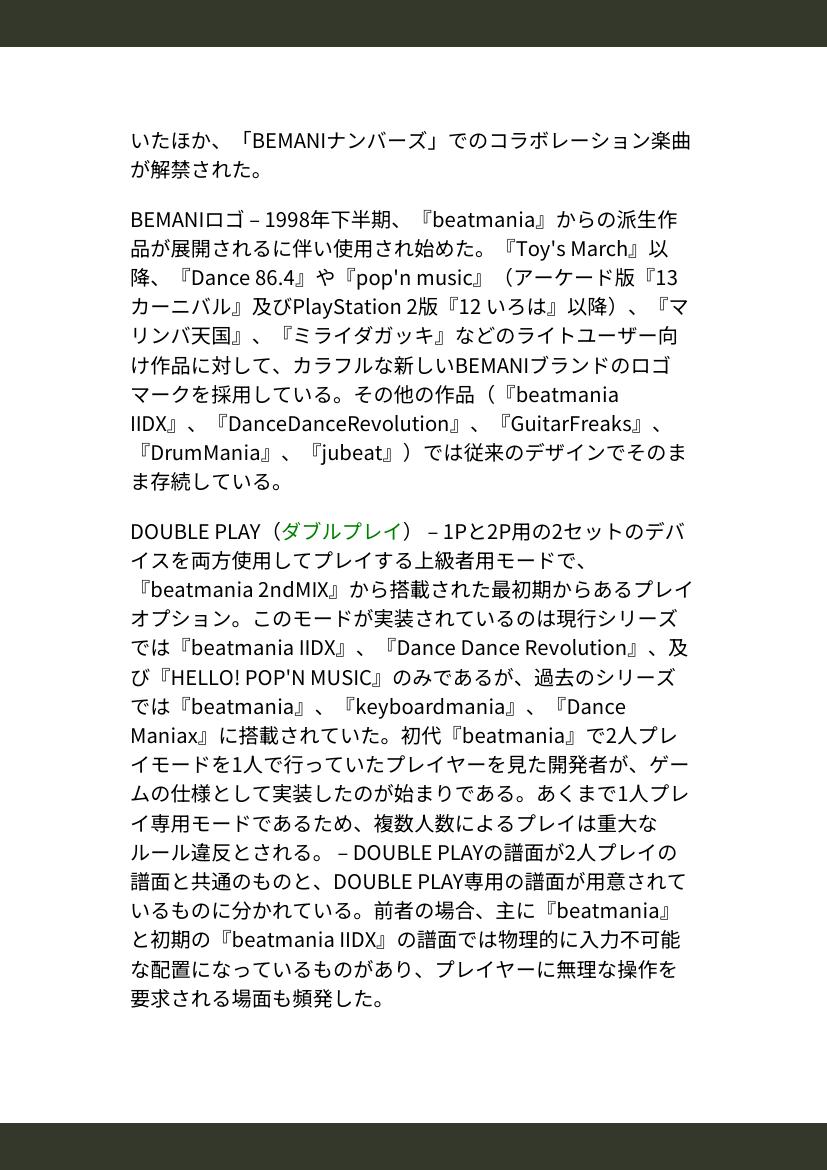 いたほか、「BEMANIナンバーズ」でのコラボレーション楽曲
が解禁された。
BEMANIロゴ – 1998年下半期、『beatmania』からの派生作
品が展開されるに伴い使用され始めた。『Toy's March』以
降、『Dance 86.4』や『pop'n music』（アーケード版『13
カーニバル』及びPlayStation 2版『12 いろは』以降）、『マ
リンバ天国』、『ミライダガッキ』などのライトユーザー向
け作品に対して、カラフルな新しいBEMANIブランドのロゴ
マークを採用している。その他の作品（『beatmania
IIDX』、『DanceDanceRevolution』、『GuitarFreaks』、
『DrumMania』、『jubeat』）では従来のデザインでそのま
ま存続している。
DOUBLE PLAY（ダブルプレイ） – 1Pと2P用の2セットのデバ
イスを両方使用してプレイする上級者用モードで、
『beatmania 2ndMIX』から搭載された最初期からあるプレイ
オプション。このモードが実装されているのは現行シリーズ
では『beatmania IIDX』、『Dance Dance Revolution』、及
び『HELLO! POP'N MUSIC』のみであるが、過去のシリーズ
では『beatmania』、『keyboardmania』、『Dance
Maniax』に搭載されていた。初代『beatmania』で2人プレ
イモードを1人で行っていたプレイヤーを見た開発者が、ゲー
ムの仕様として実装したのが始まりである。あくまで1人プレ
イ専用モードであるため、複数人数によるプレイは重大な
ルール違反とされる。 – DOUBLE PLAYの譜面が2人プレイの
譜面と共通のものと、DOUBLE PLAY専用の譜面が用意されて
いるものに分かれている。前者の場合、主に『beatmania』
と初期の『beatmania IIDX』の譜面では物理的に入力不可能
な配置になっているものがあり、プレイヤーに無理な操作を
要求される場面も頻発した。